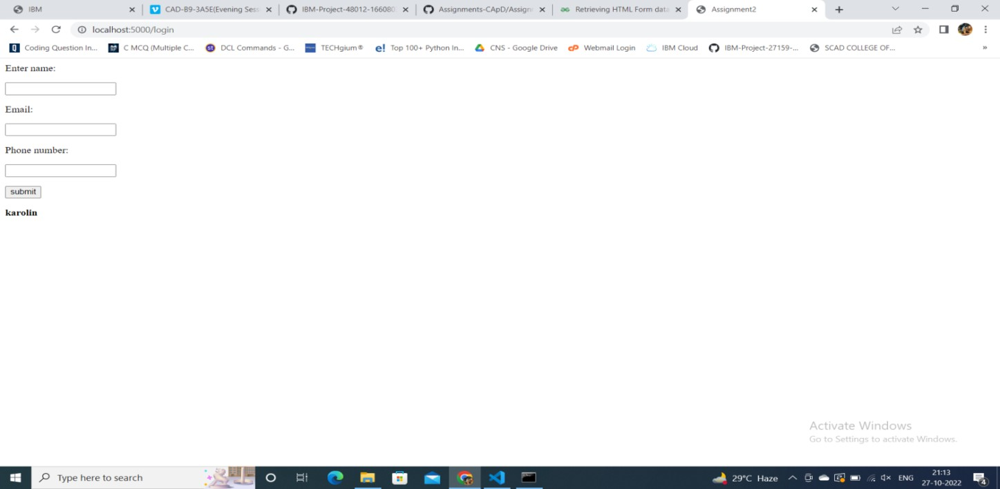 IBM
CAD-B9-3A5E(Evening Sess
IBM-Project-48012-166080
Assignments-CApD/Assign
Retrieving HTML Form data
Assignment2
localhost:5000/login
Coding Question In...
C MCQ (Multiple C...
DCL Commands - G...
TECHgium®
Top 100+ Python In...
CNS - Google Drive
Webmail Login
IBM Cloud
IBM-Project-27159-...
SCAD COLLEGE OF...
»
Enter name:
Email:
Phone number:
submit
karolin
Activate Windows
Go to Settings to activate Windows.
Type here to search
29°C Haze
ENG
21:13
27-10-2022
4